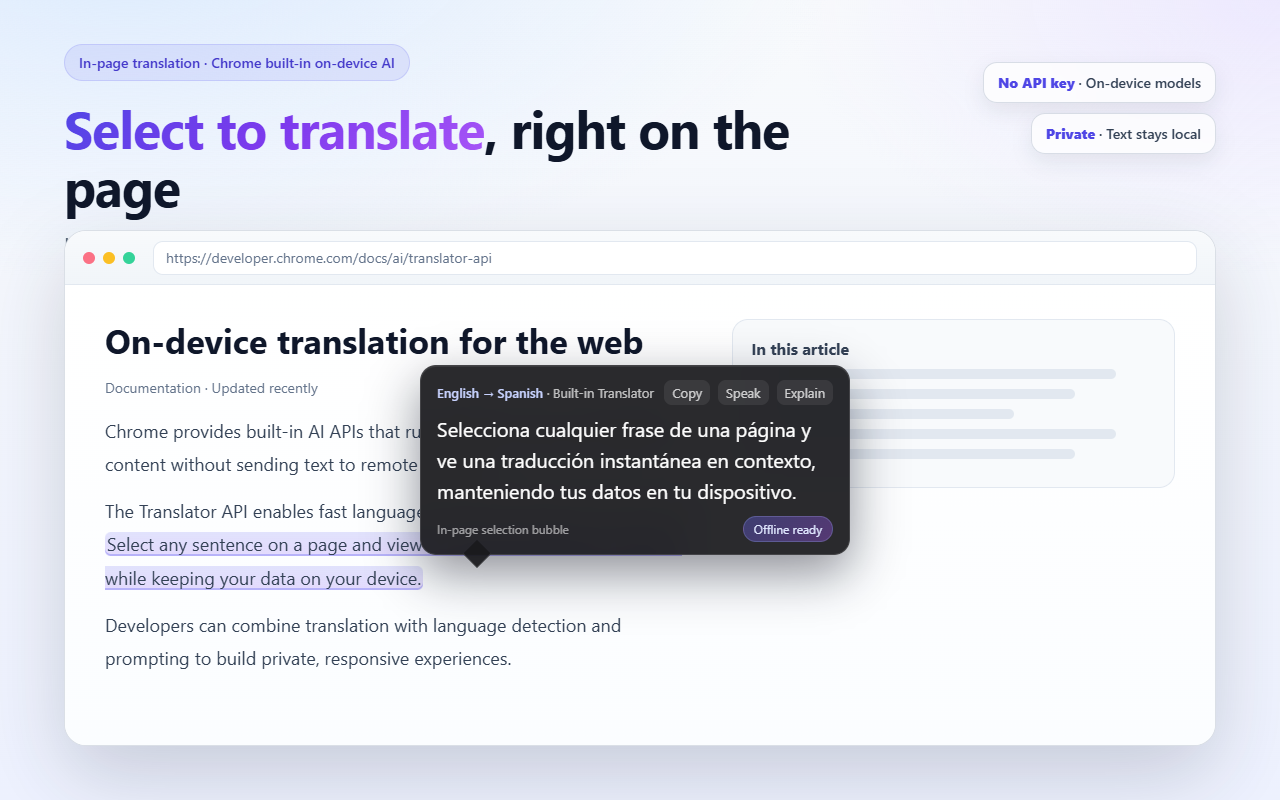 In-page translation · Chrome built-in on-device AI
No API key · On-device models
Private · Text stays local
Select to translate, right on the
page
https://developer.chrome.com/docs/ai/translator-api
On-device translation for the web
Documentation · Updated recently
Chrome provides built-in AI APIs that
content without sending text to remote
The Translator API enables fast
Select any sentence on a page and view
while keeping your data on your device.
Developers can combine translation with language detection and
prompting to build private, responsive experiences.
In this article
English → Spanish · Built-in Translator
Copy
Speak
Explain
Selecciona cualquier frase de una página y
ve una traducción instantánea en contexto,
manteniendo tus datos en tu dispositivo.
In-page selection bubble
Offline ready